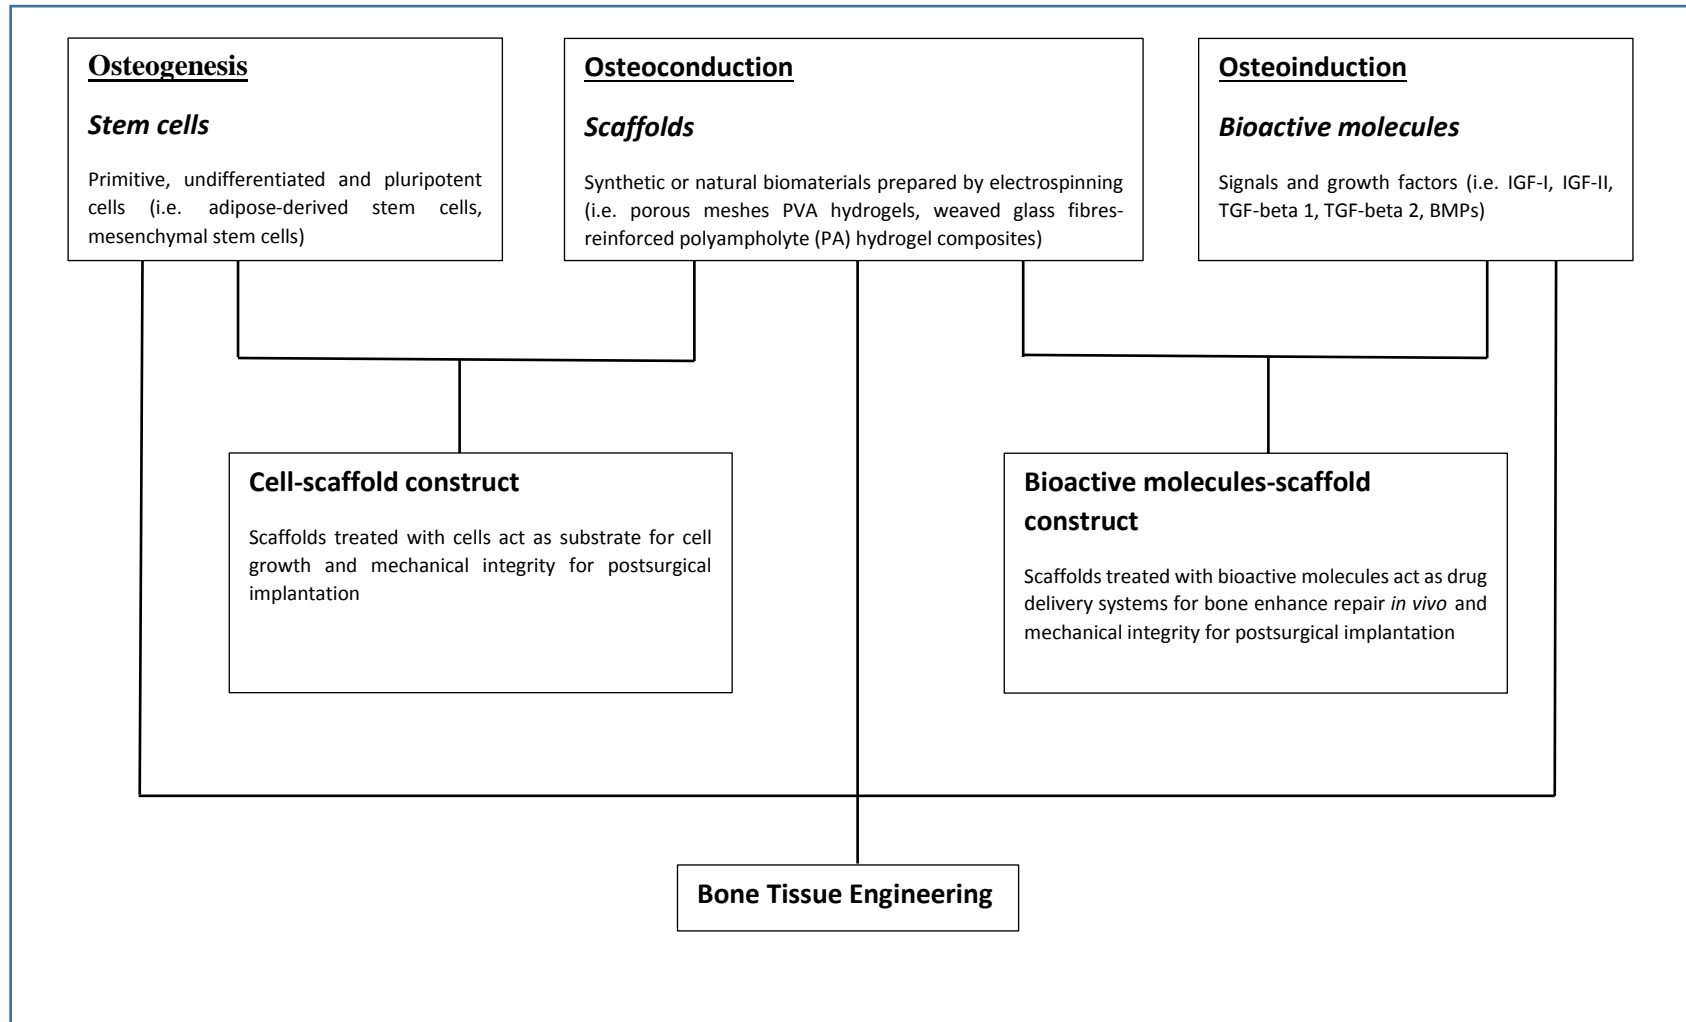 Osteogenesis
Stem cells
Primitive, undifferentiated and pluripotent
cells (i.e. adipose-derived stem cells,
mesenchymal stem cells)
Osteoconduction
Scaffolds
Synthetic or natural biomaterials prepared by electrospinning
(i.e. porous meshes PVA hydrogels, weaved glass fibres-
reinforced polyampholyte (PA) hydrogel composites)
Osteoinduction
Bioactive molecules
Signals and growth factors (i.e. IGF-I, IGF-II,
TGF-beta 1, TGF-beta 2, BMPs)
Cell-scaffold construct
Scaffolds treated with cells act as substrate for cell
growth and mechanical integrity for postsurgical
implantation
Bioactive molecules-scaffold
construct
Scaffolds treated with bioactive molecules act as drug
delivery systems for bone enhance repair in vivo and
mechanical integrity for postsurgical implantation
Bone Tissue Engineering